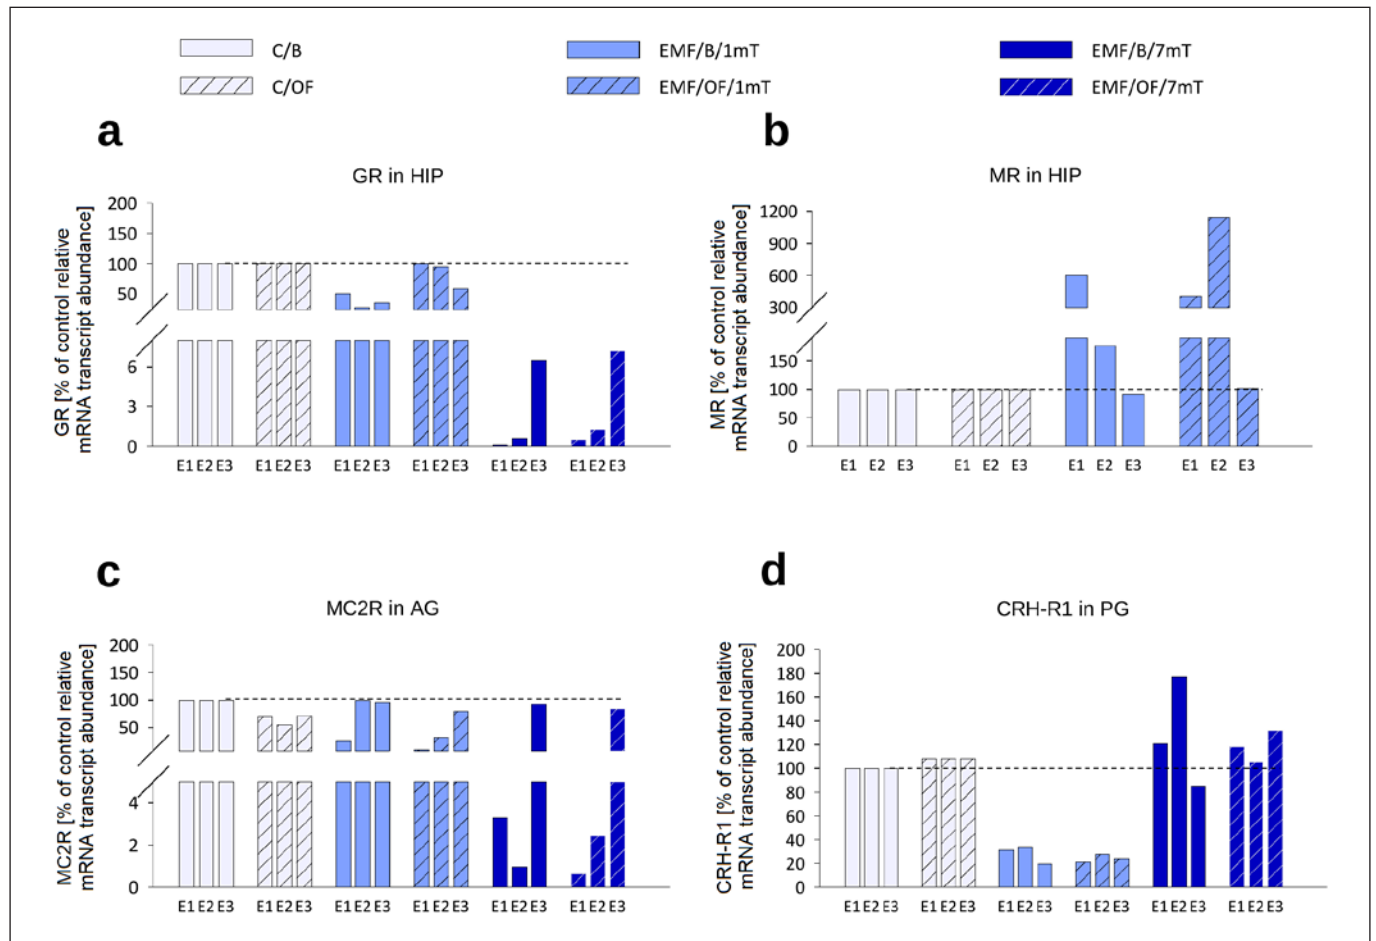 C/B EMF/B/1mT EMF/B/7mT
C/OF EMF/OF/1mT EMF/OF/7mT
a
GR in HIP
GR [% of control relative
mRNA transcript abundance]
200
150
100
50
6
3
0
E1 E2 E3 E1 E2 E3 E1 E2 E3 E1 E2 E3 E1 E2 E3 E1 E2 E3
b
MR in HIP
MR [% of control relative
mRNA transcript abundance]
1200
900
600
300
150
100
50
0
E1 E2 E3 E1 E2 E3 E1 E2 E3 E1 E2 E3
c
MC2R in AG
MC2R [% of control relative
mRNA transcript abundance]
200
150
100
50
4
2
0
E1 E2 E3 E1 E2 E3 E1 E2 E3 E1 E2 E3 E1 E2 E3 E1 E2 E3
d
CRH-R1 in PG
CRH-R1 [% of control relative
mRNA transcript abundance]
200
180
160
140
120
100
80
60
40
20
0
E1 E2 E3 E1 E2 E3 E1 E2 E3 E1 E2 E3 E1 E2 E3 E1 E2 E3